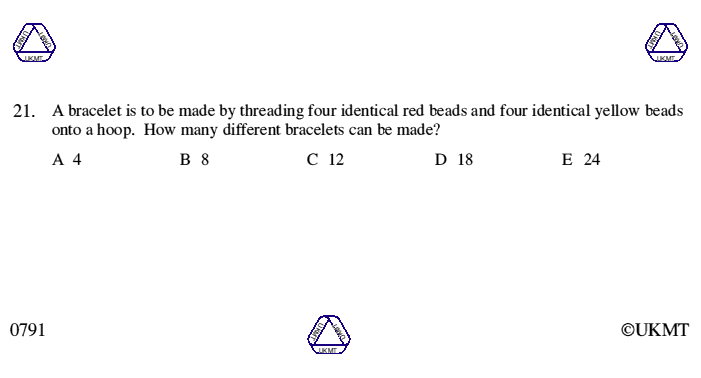 UKMT UKMT UKMT
UKMT UKMT UKMT
21. A bracelet is to be made by threading four identical red beads and four identical yellow beads
onto a hoop. How many different bracelets can be made?
A 4 B 8 C 12 D 18 E 24
0791
UKMT UKMT UKMT
©UKMT